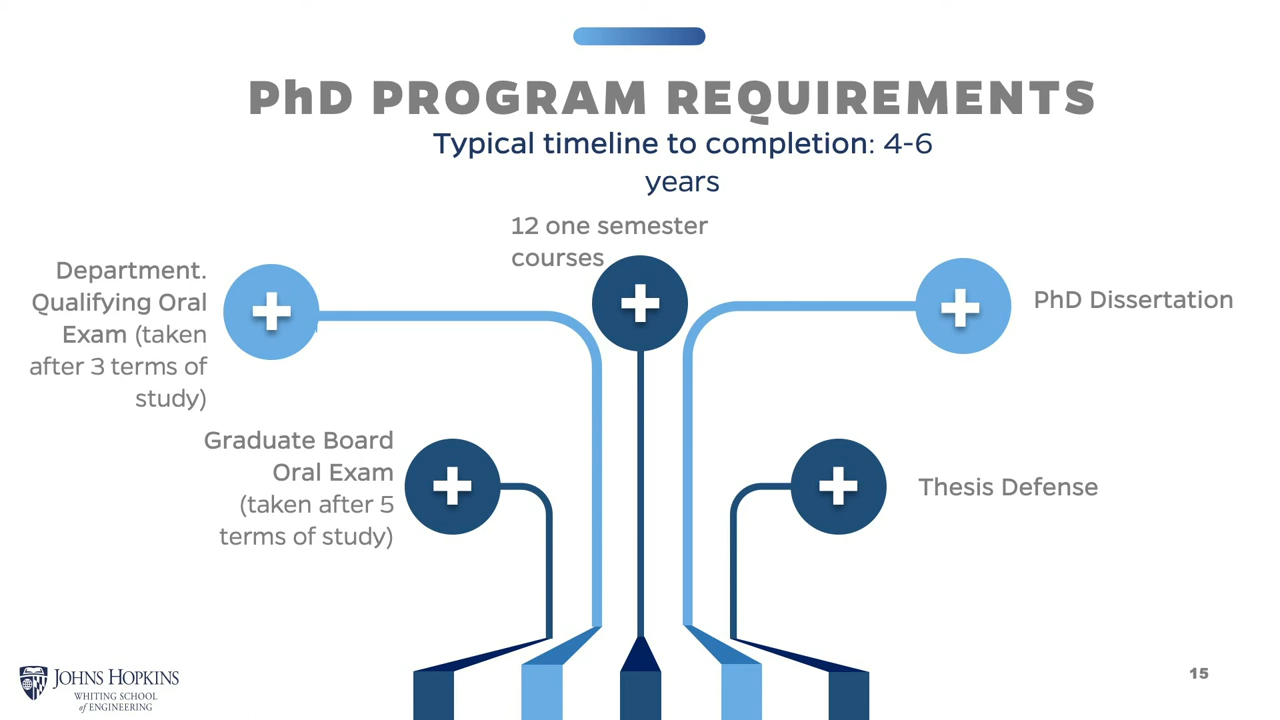 PhD PROGRAM REQUIREMENTS
Typical timeline to completion: 4-6
years
12 one semester
courses
Department.
Qualifying Oral
Exam (taken
after 3 terms of
study)
PhD Dissertation
Graduate Board
Oral Exam
(taken after 5
terms of study)
Thesis Defense
JOHNS HOPKINS
WHITING SCHOOL
of ENGINEERING
15